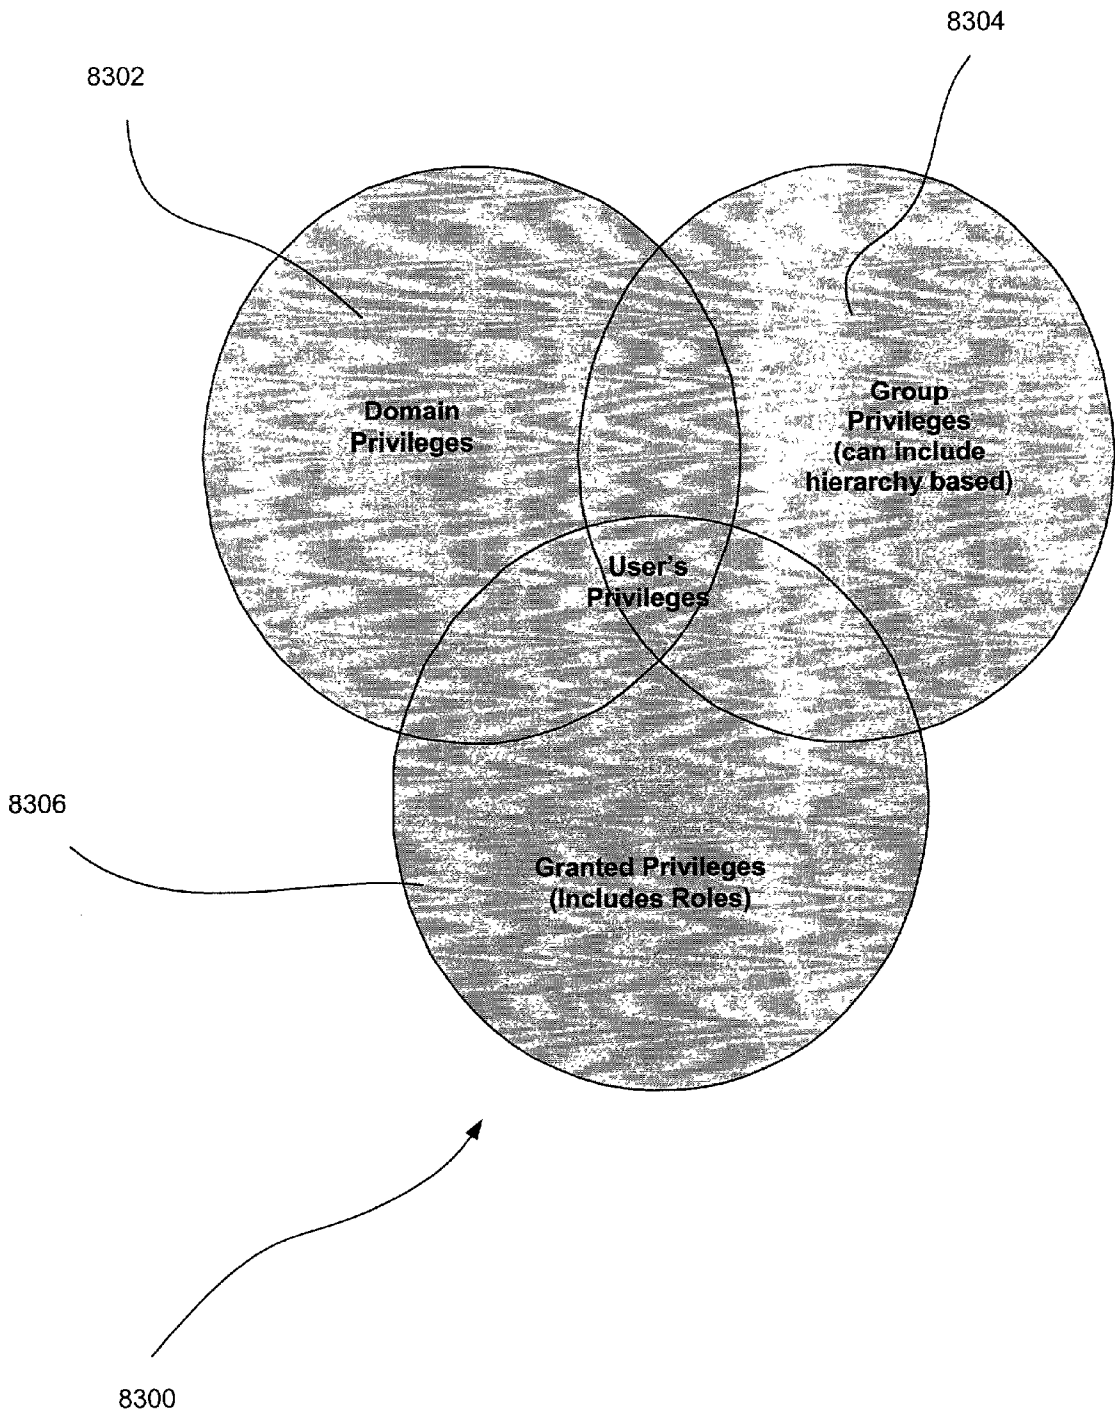 8304
8302
Domain
Privileges
Group
Privileges
(can include
hierarchy based)
User's
Privileges
8306
Granted Privileges
(Includes Roles)
8300